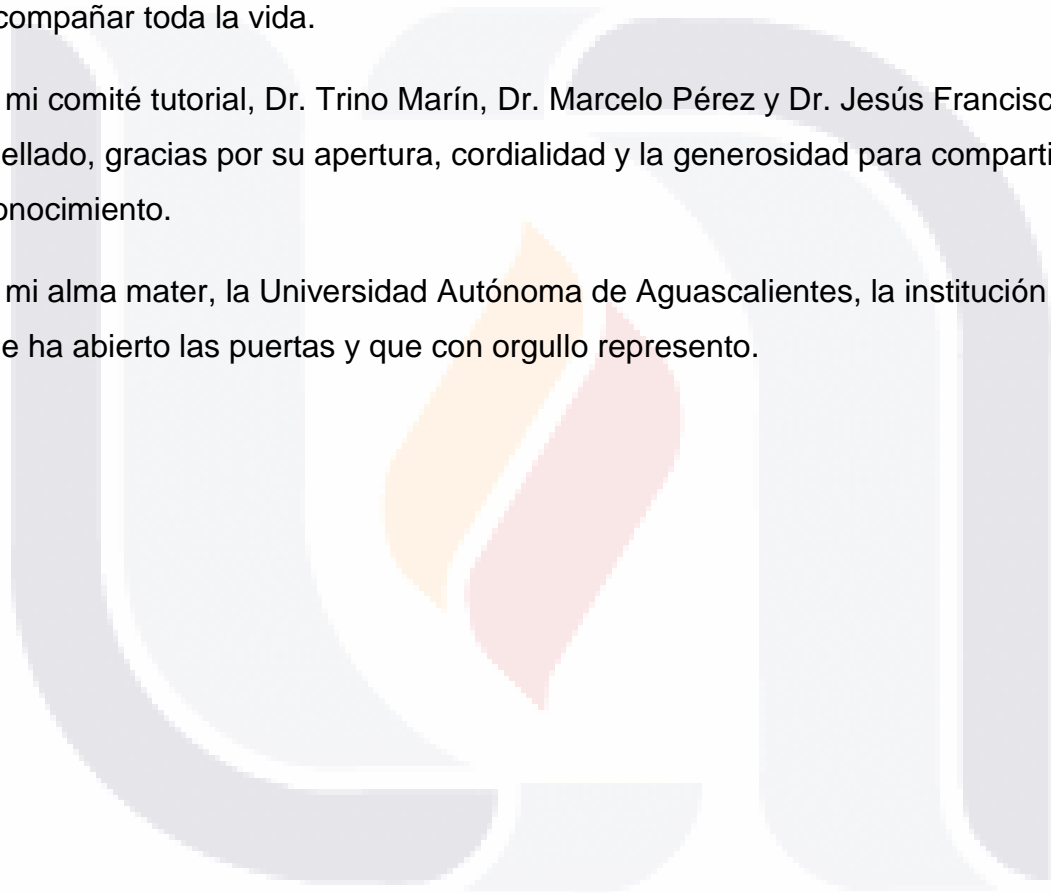 compañar toda la vida.
mi comité tutorial, Dr. Trino Marín, Dr. Marcelo Pérez y Dr. Jesús Francisc
ellado, gracias por su apertura, cordialidad y la generosidad para comparti
onocimiento.
mi alma mater, la Universidad Autónoma de Aguascalientes, la institución
e ha abierto las puertas y que con orgullo represento.